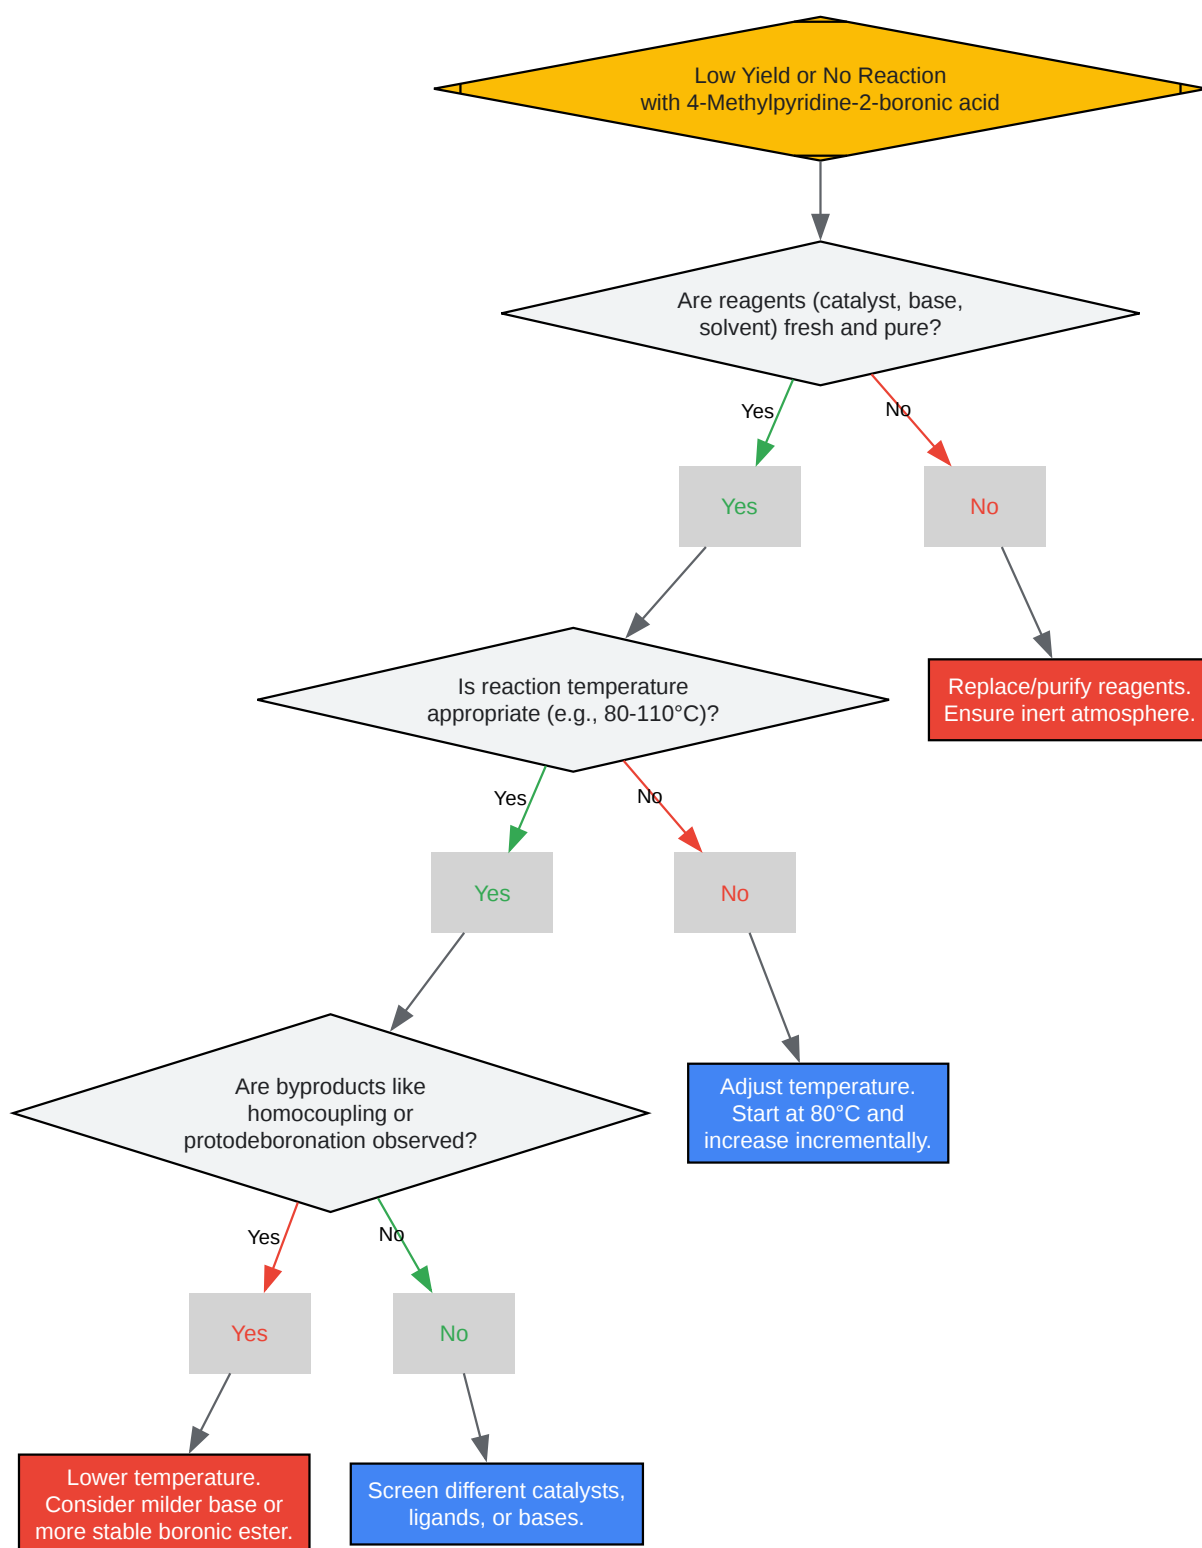 Low Yield or No Reaction
with 4-Methylpyridine-2-boronic acid
Are reagents (catalyst, base,
solvent) fresh and pure?
Yes
No
Yes
No
Is reaction temperature
appropriate (e.g., 80-110°C)?
Replace/purify reagents.
Ensure inert atmosphere.
Yes
No
Yes
No
Are byproducts like
homocoupling or
protodeboronation observed?
Adjust temperature.
Start at 80°C and
increase incrementally.
Yes
No
Yes
No
Lower temperature.
Consider milder base or
more stable boronic ester.
Screen different catalysts,
ligands, or bases.